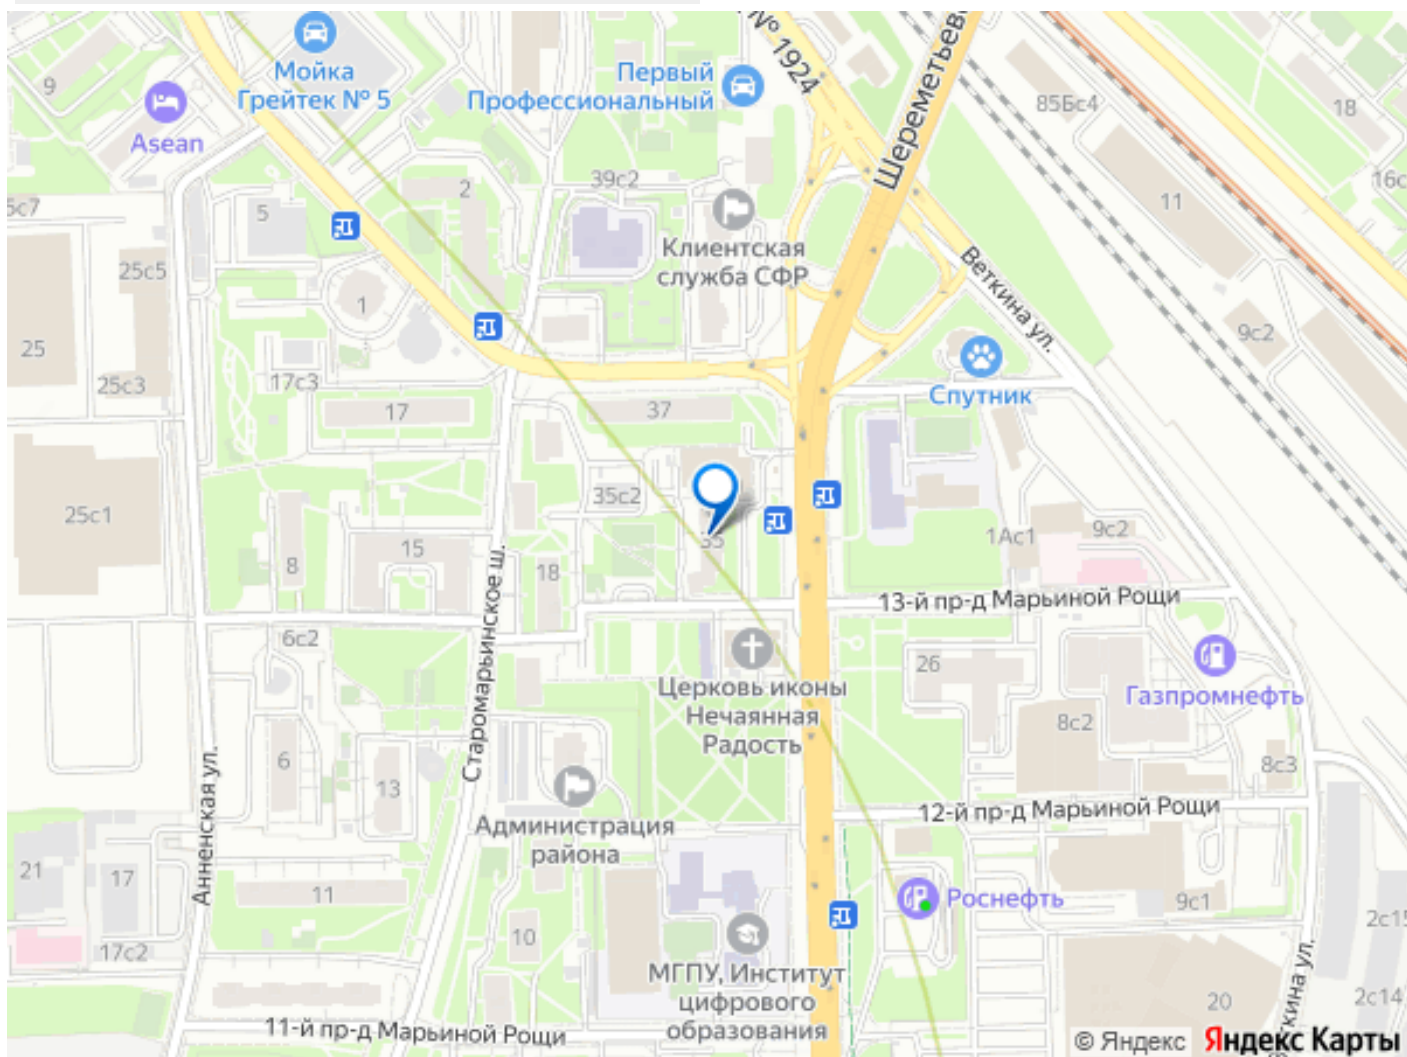 № 1924
Шереметьевс
Мойка
Грейтек № 5
Первый
Профессиональный
85Бс4
18
9
Asean
16с
39с2
2
11
5
Клиентская
служба СФР
25с5
Веткина ул.
1
9с2
25
25с3
17с3
Спутник
17
37
35с2
25с1
35
1Ас1
9с2
15
8
18
13-й пр-д Марьиной Рощи
6с2
Старомарьинское ш.
26
Церковь иконы
Нечаянная
Радость
Газпромнефть
8с2
6
8с3
13
Анненская ул.
12-й пр-д Марьиной Рощи
Администрация
района
21
17
11
Роснефть
9с1
2с15
10
17с2
МГПУ, Институт
цифрового
образования
2с14
20
11-й пр-д Марьиной Рощи
ткина ул.
© Яндекс Яндекс Карты